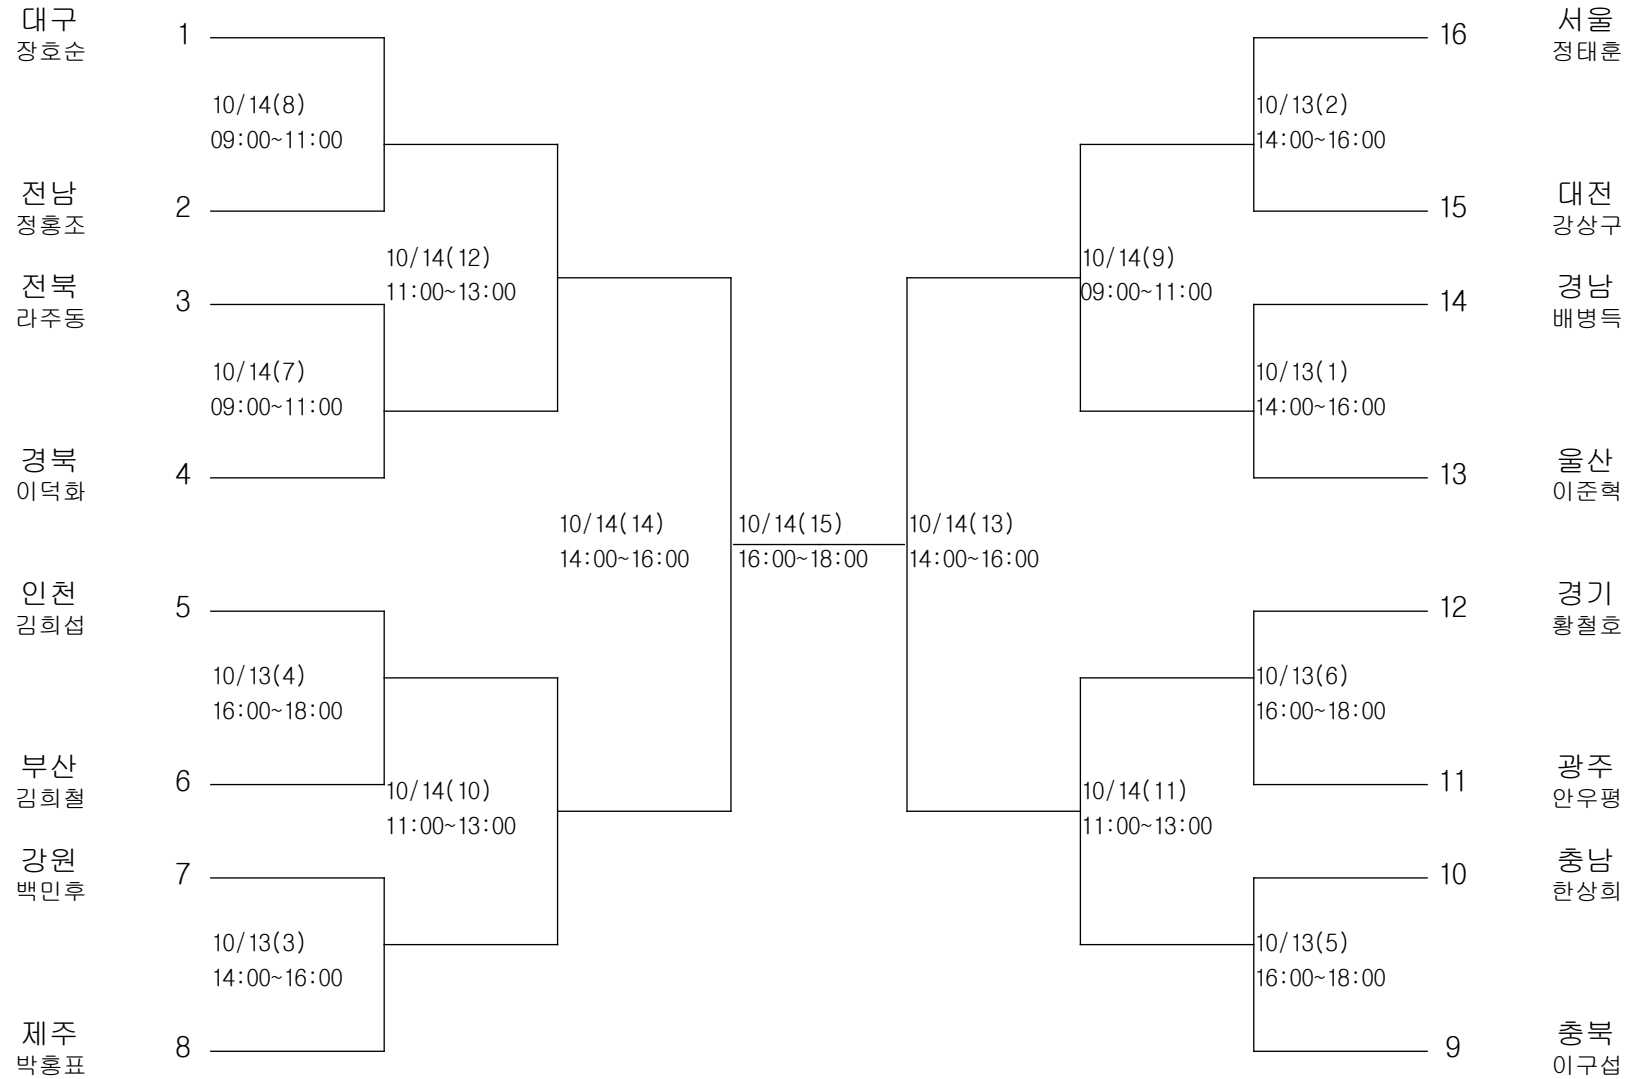 대구
장호순
1
10/14(8)
09:00~11:00
전남
정홍조
2
10/14(12)
11:00~13:00
전북
라주동
3
10/14(7)
09:00~11:00
경북
이덕화
4
10/14(14)
14:00~16:00
인천
김희섭
5
10/13(4)
16:00~18:00
부산
김희철
6
10/14(10)
11:00~13:00
강원
백민후
7
10/13(3)
14:00~16:00
제주
박홍표
8
10/14(15)
16:00~18:00
16
서울
정태훈
10/13(2)
14:00~16:00
15
대전
강상구
10/14(9)
09:00~11:00
14
경남
배병득
10/13(1)
14:00~16:00
13
울산
이준혁
10/14(13)
14:00~16:00
12
경기
황철호
10/13(6)
16:00~18:00
11
광주
안우평
10/14(11)
11:00~13:00
10
충남
한상희
10/13(5)
16:00~18:00
9
충북
이구섭